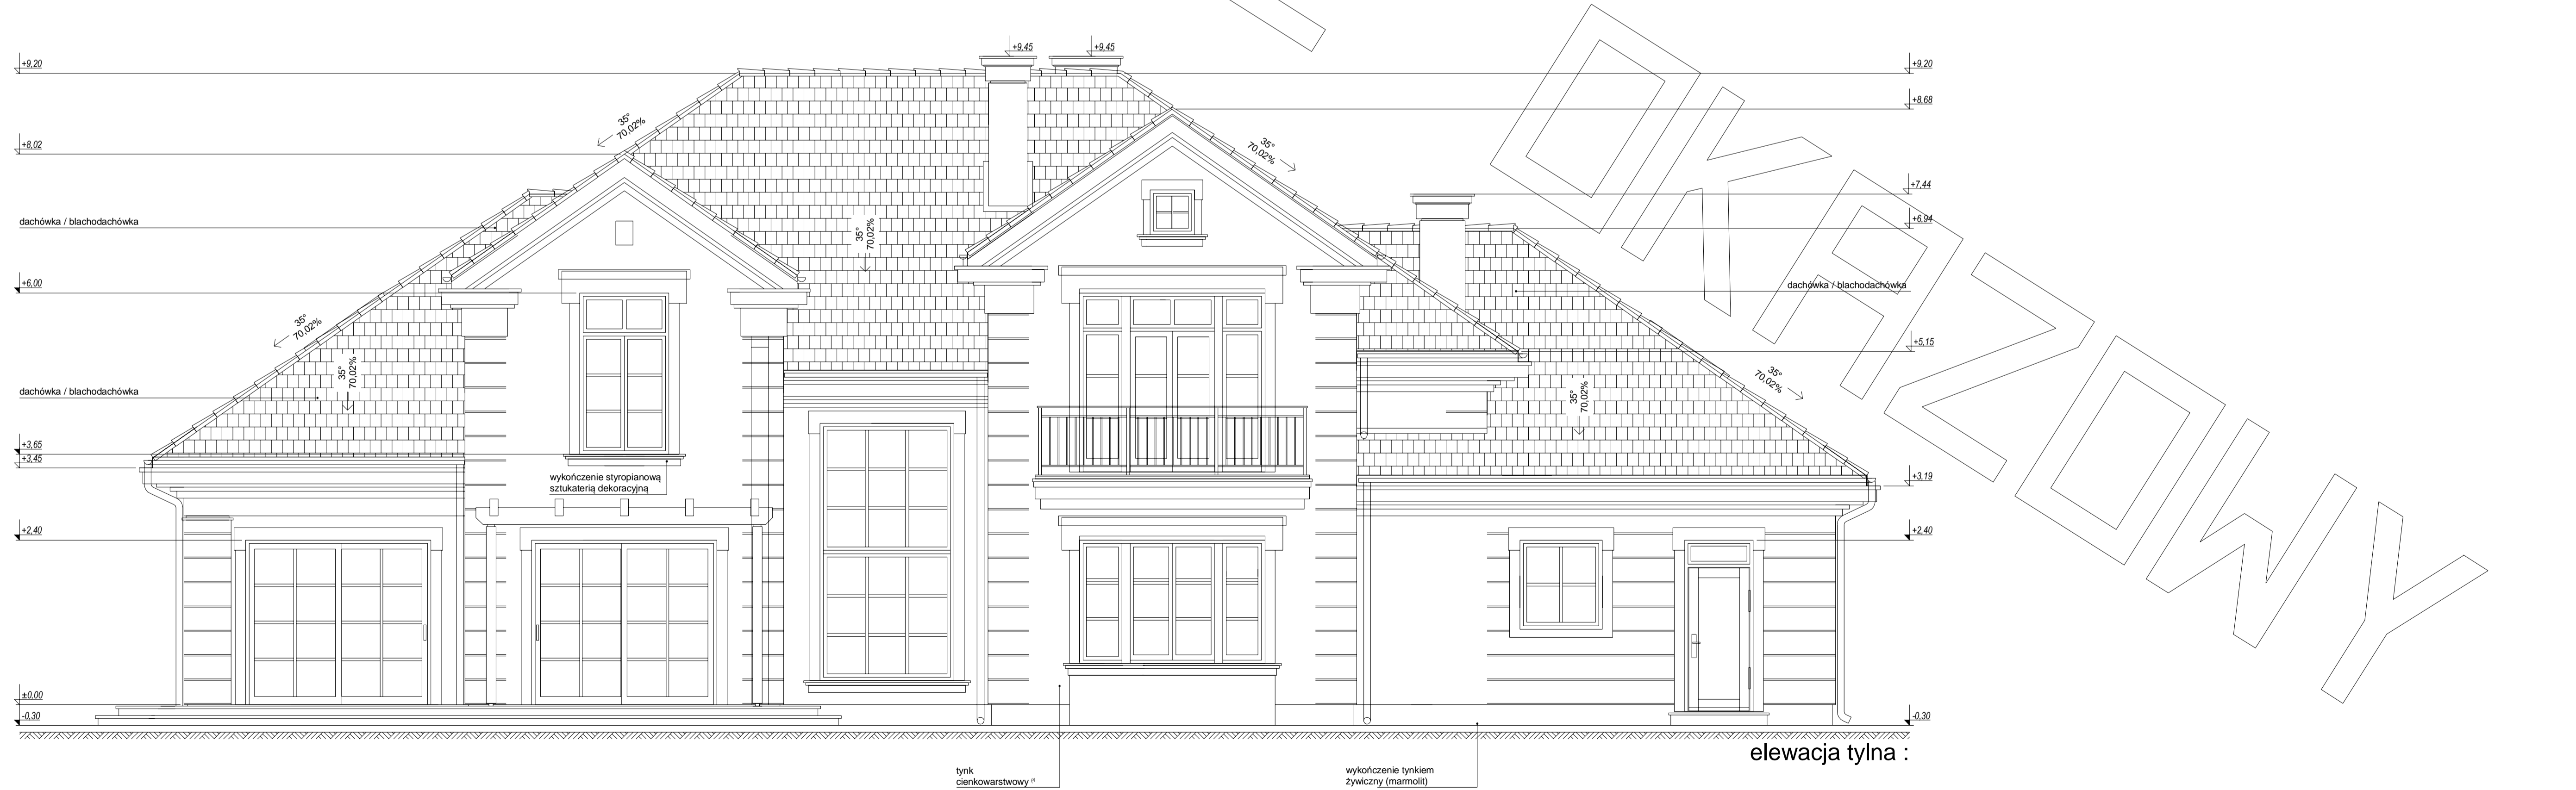 +9,45
+9,45
+9,20
+9,20
+8,68
35°
70,02%
+8,02
35°
70,02%
+7,44
+6,94
dachówka / blachodachówka
35°
70,02%
+6,00
dachówka / blachodachówka
35°
70,02%
+5,15
35°
70,02%
35°
70,02%
35°
70,02%
dachówka / blachodachówka
+3,65
+3,45
wykończenie styropianową
sztukaterią dekoracyjną
+3,19
+2,40
+2,40
±0,00
-0,30
-0,30
elewacja tylna :
tynk
cienkowarstwowy
wykończenie tynkiem
żywiczny (marmolit)
OKAZOWY